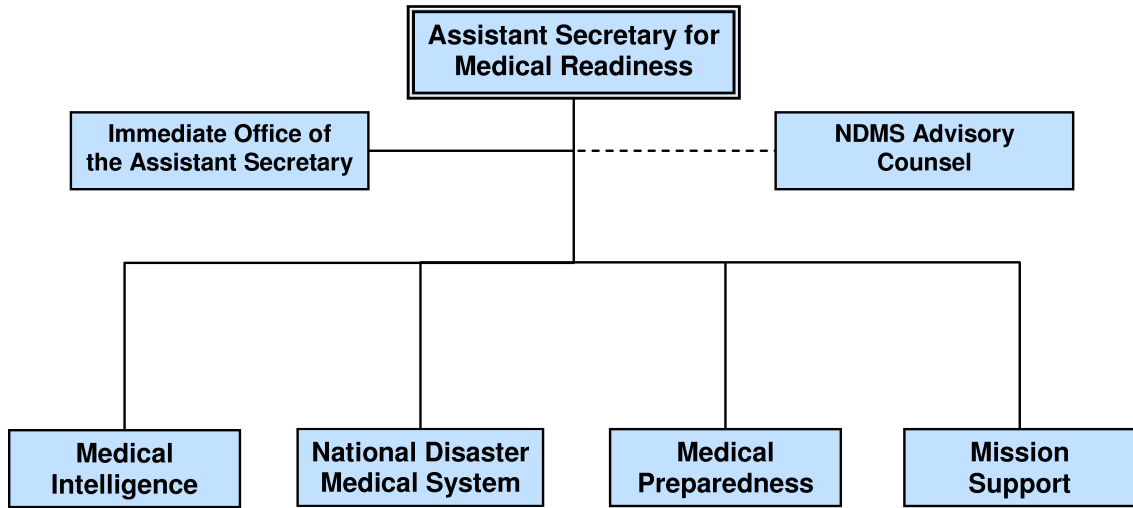 Assistant Secretary for
Medical Readiness
Immediate Office of
the Assistant Secretary
NDMS Advisory
Counsel
Medical
Intelligence
National Disaster
Medical System
Medical
Preparedness
Mission
Support